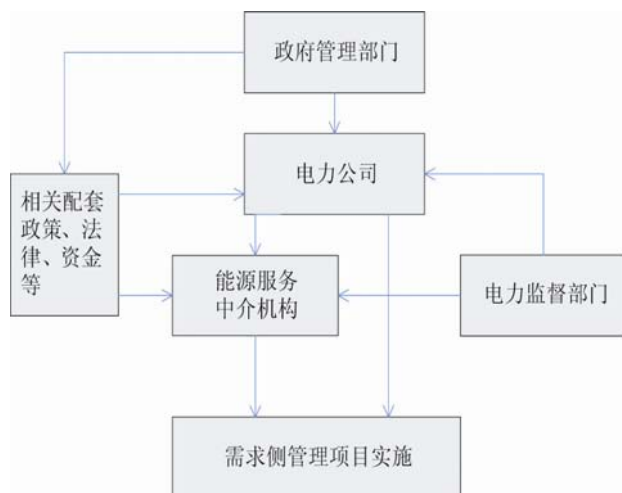 政府管理部门
电力公司
相关配套
政策、法
律、资金
等
能源服务
中介机构
电力监督部门
需求侧管理项目实施